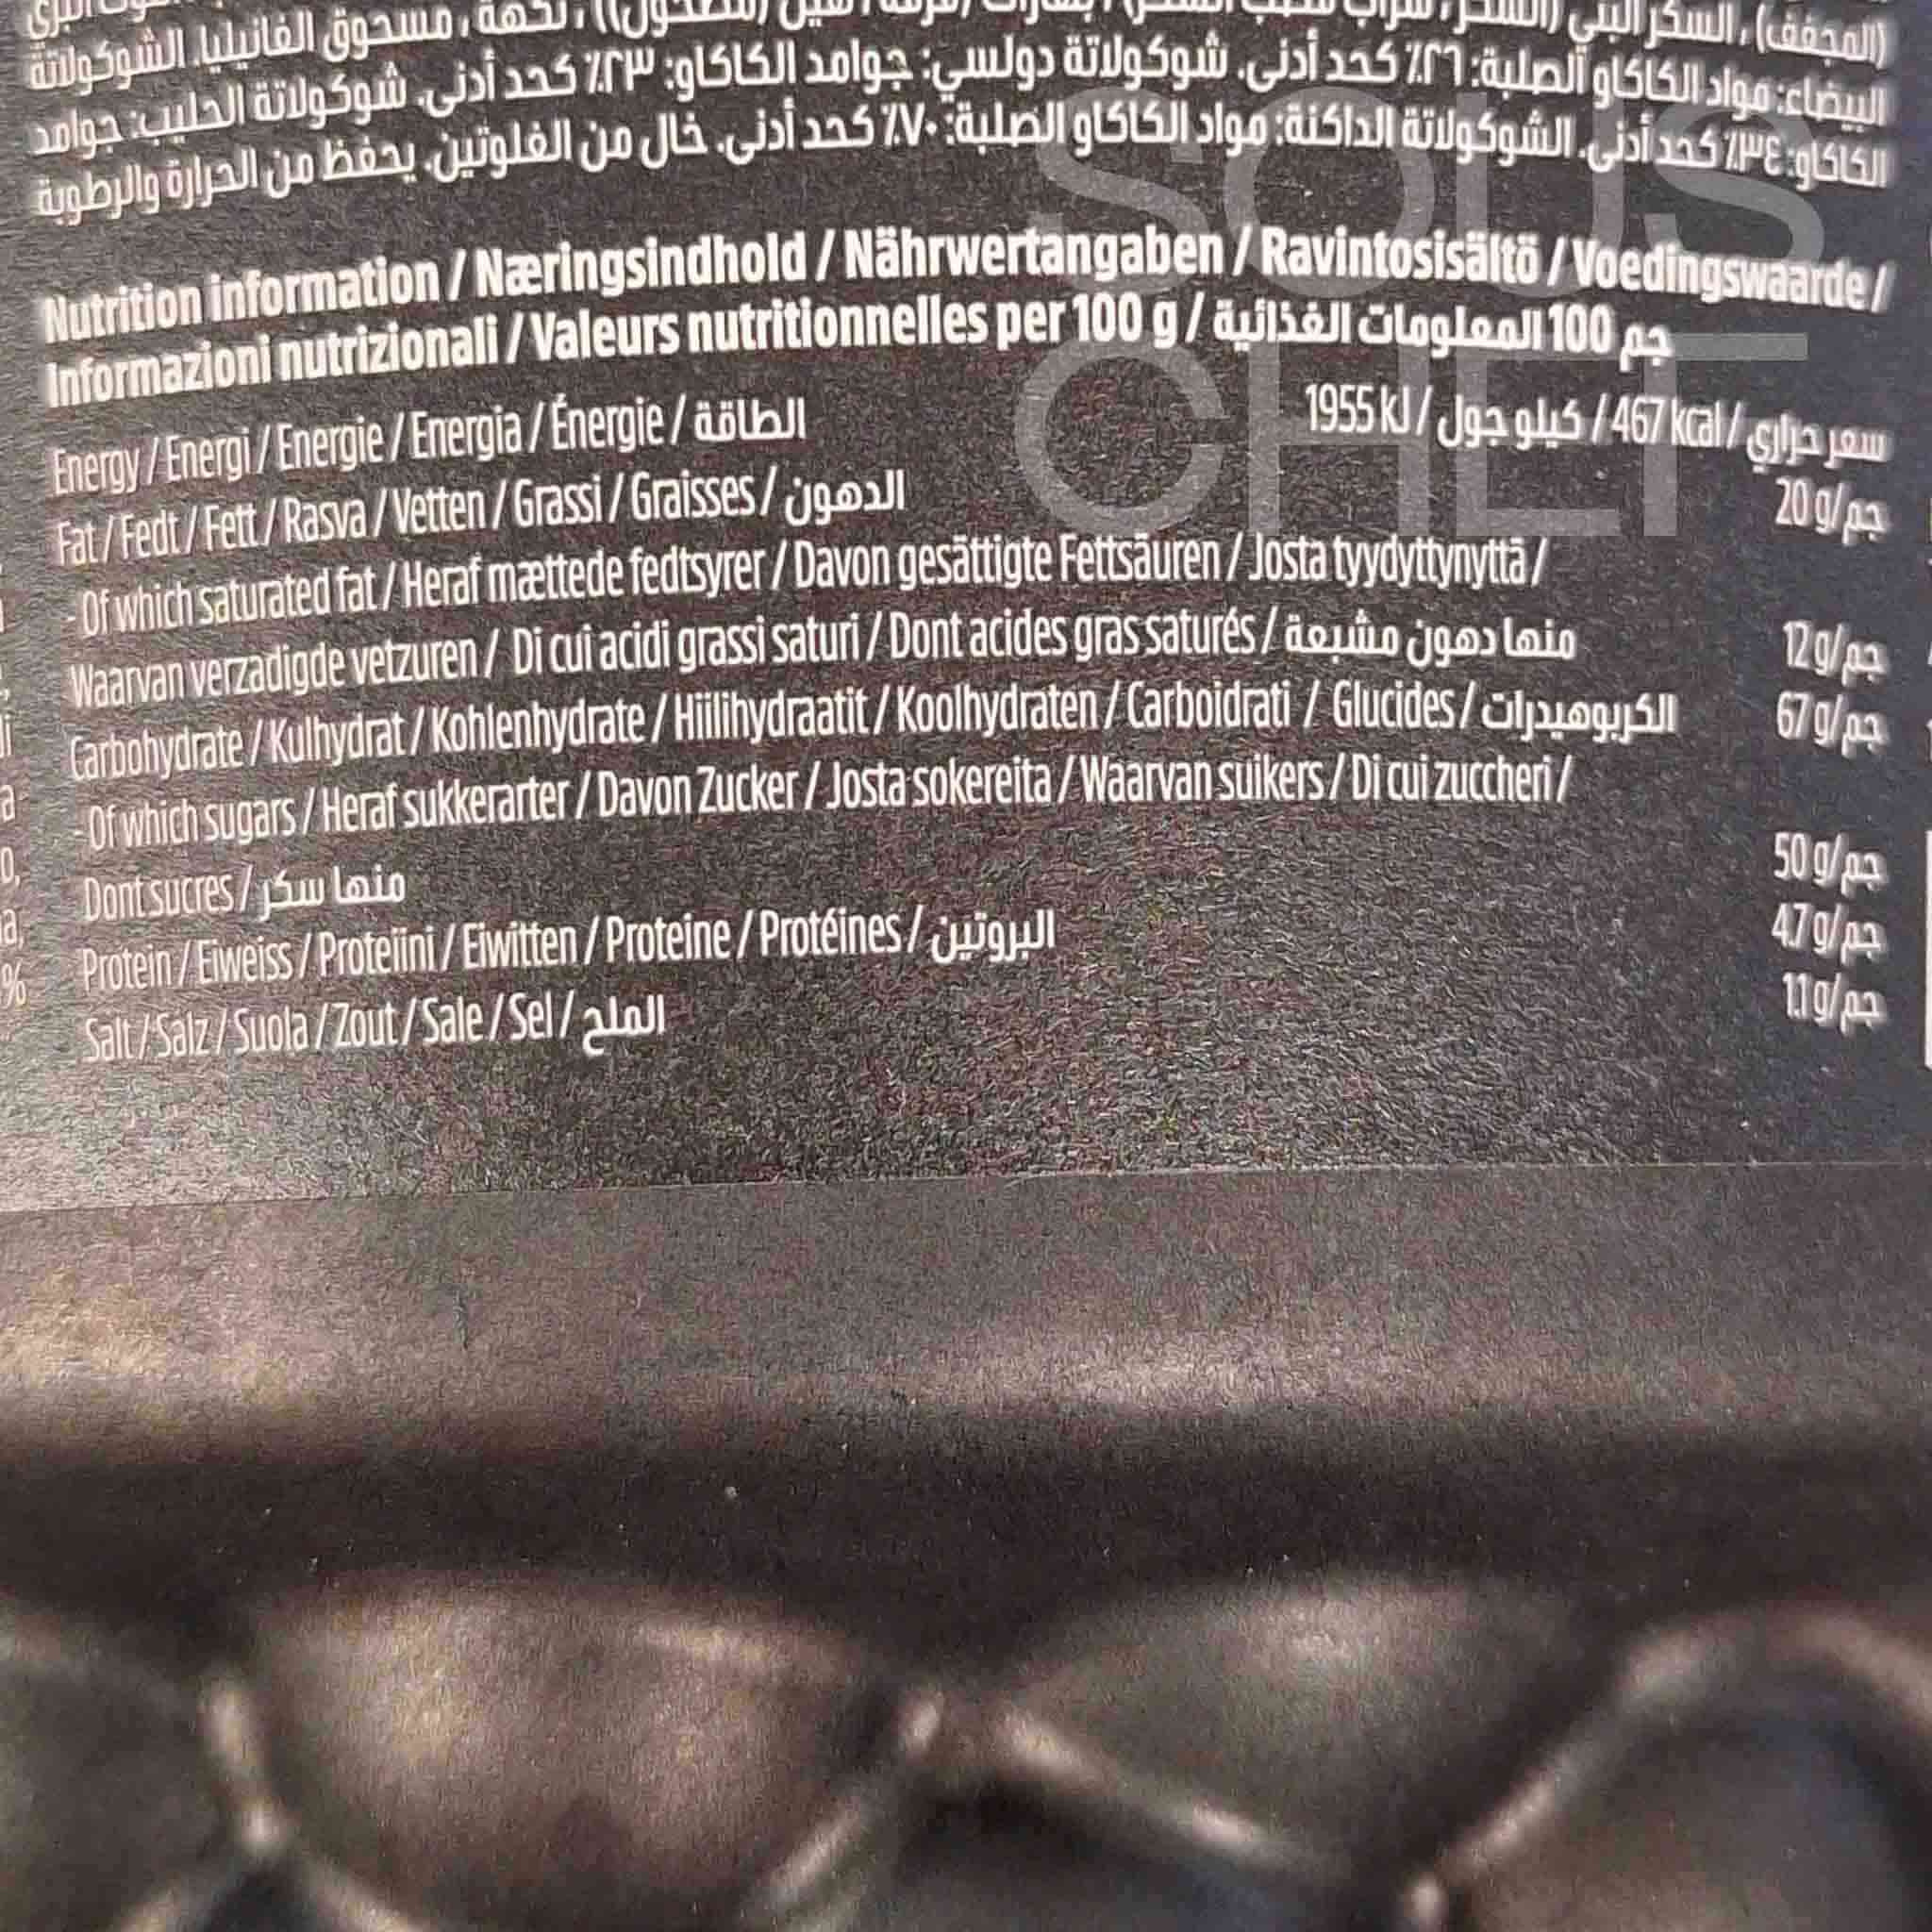 (المجفف)، السكر البني
نكهة، مسحوق الفانيليا. الشوكولاتة
البيضاء: مواد الكاكاو الصلبة: ٢٦٪ كحد أدنى. شوكولاتة دولسي: جوامد الكاكاو: ٢٣٪ كحد أدنى. شوكولاتة الحليب: جوامد
الكاكاو: ٣٤٪ كحد أدنى. الشوكولاتة الداكنة: مواد الكاكاو الصلبة: ٧٠٪ كحد أدنى. خال من الغلوتين. يحفظ من الحرارة والرطوبة
SOUS
CHEF
Nutrition information / Næringsindhold / Nährwertangaben / Ravintosisältö / Voedingswaarde /
Informazioni nutrizionali / Valeurs nutritionnelles per 100 g / المعلومات الغذائية 100 جم
Energy / Energi / Energie / Energia / Énergie / الطاقة 1955 kJ / كيلو جول / 467 kcal / سعر حراري
Fat / Fedt / Fett / Rasva / Vetten / Grassi / Graisses / الدهون 20 g/جم
- Of which saturated fat / Heraf mættede fedtsyrer / Davon gesättigte Fettsäuren / Josta tyydyttynyttä /
Waarvan verzadigde vetzuren / Di cui acidi grassi saturi / Dont acides gras saturés / منها دهون مشبعة 12 g/جم
Carbohydrate / Kulhydrat / Kohlenhydrate / Hiilihydraatit / Koolhydraten / Carboidrati / Glucides / الكربوهيدرات 67 g/جم
- Of which sugars / Heraf sukkerarter / Davon Zucker / Josta sokereita / Waarvan suikers / Di cui zuccheri /
Dont sucres / منها سكر 50 g/جم
Protein / Eiweiss / Proteiini / Eiwitten / Proteine / Protéines / البروتين 4.7 g/جم
Salt / Salz / Suola / Zout / Sale / Sel / الملح 1.1 g/جم